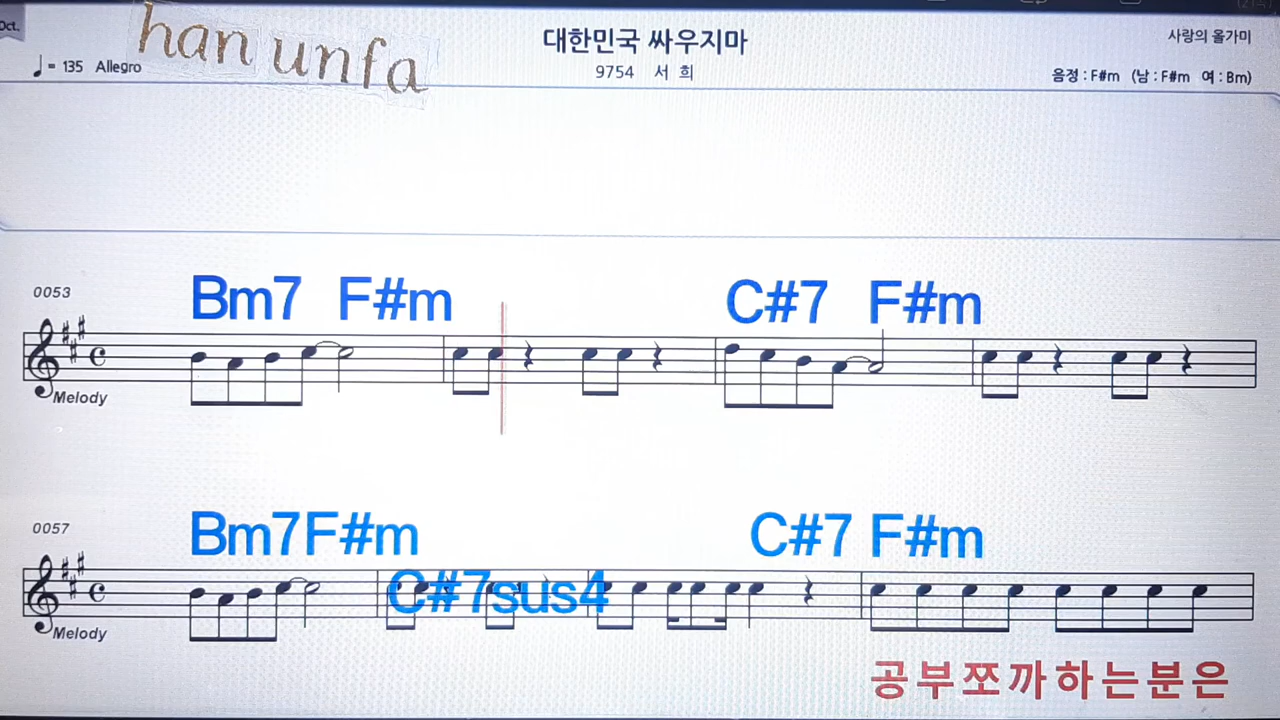 Oct.
han unfa
대한민국 싸우지마
사랑의 올가미
♩ = 135 Allegro
9754 서 희
음정 : F#m (남 : F#m 여 : Bm)
0053
Bm7 F#m C#7 F#m
Melody
0057
Bm7F#m C#7 F#m
C#7sus4
Melody
공부쪼까하는분은